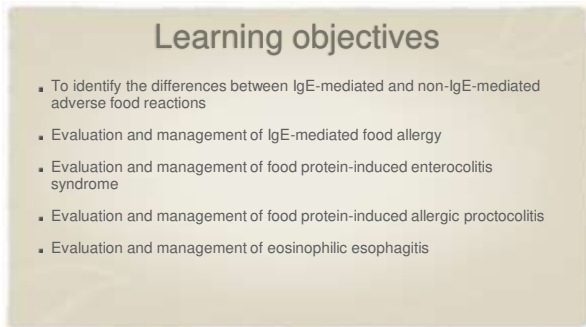 Learning objectives
To identify the differences between IgE-mediated and non-IgE-mediated
adverse food reactions
Evaluation and management of IgE-mediated food allergy
Evaluation and management of food protein-induced enterocolitis
syndrome
Evaluation and management of food protein-induced allergic proctocolitis
Evaluation and management of eosinophilic esophagitis